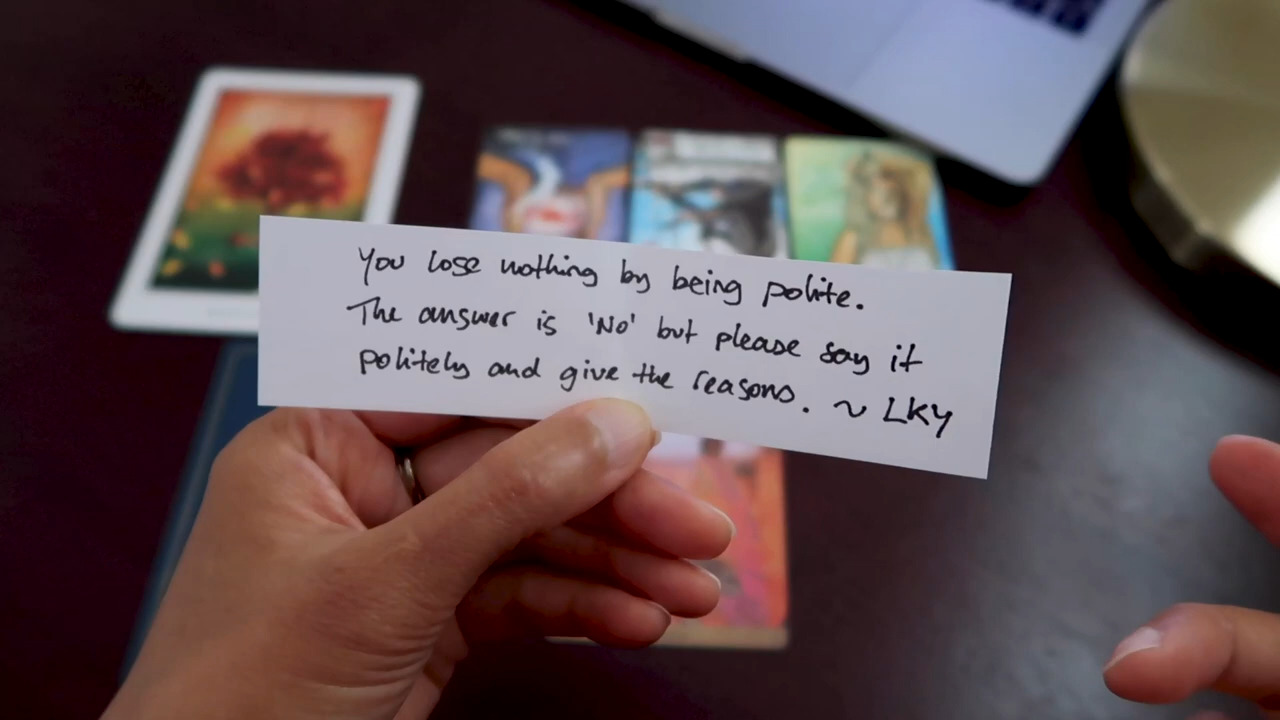 You lose nothing by being polite.
The answer is 'No' but please say it
politely and give the reasons. ~ LKY